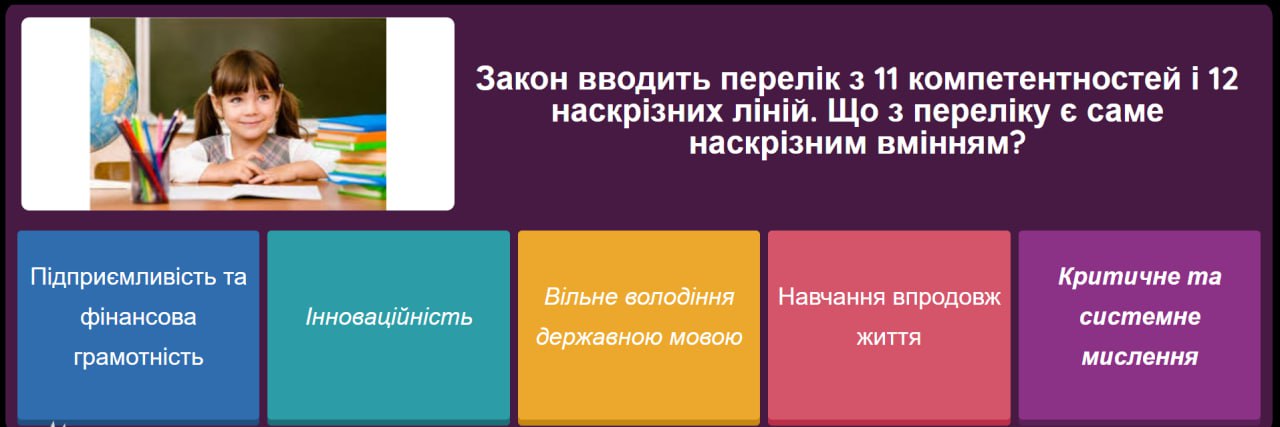 Закон вводить перелік з 11 компетентностей і 12
наскрізних ліній. Що з переліку є саме
наскрізним вмінням?
Підприємливість та
фінансова
грамотність
Інноваційність
Вільне володіння
державною мовою
Навчання впродовж
життя
Критичне та
системне
мислення